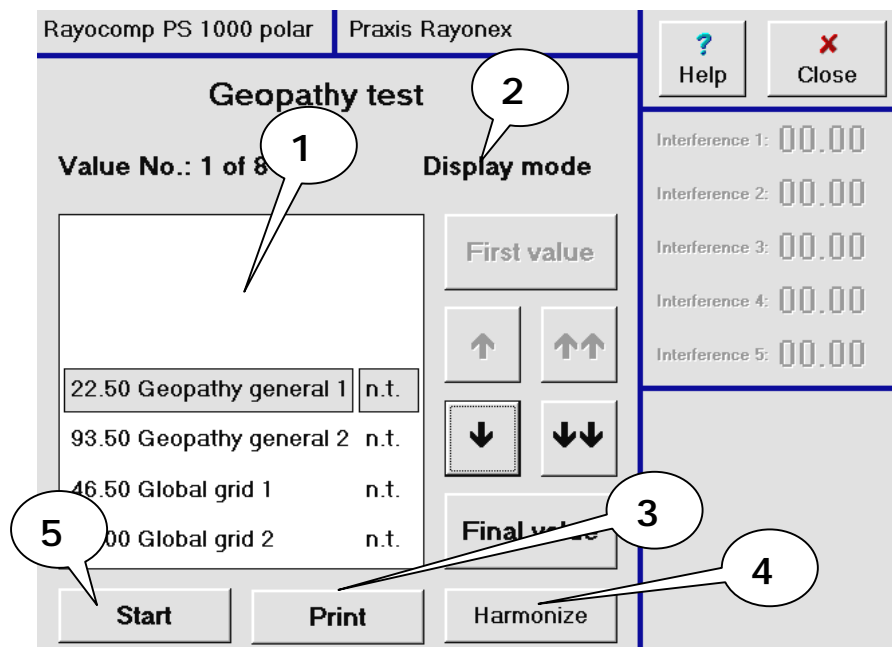 Rayocomp PS 1000 polar
Praxis Rayonex
? Help
Close
Geopathy test
2
1
Value No.: 1 of 8
Display mode
Interference 1: 00.00
Interference 2: 00.00
Interference 3: 00.00
Interference 4: 00.00
Interference 5: 00.00
First value
22.50 Geopathy general 1 n.t.
93.50 Geopathy general 2 n.t.
46.50 Global grid 1 n.t.
00 Global grid 2 n.t.
Final value
3
5
4
Start
Print
Harmonize